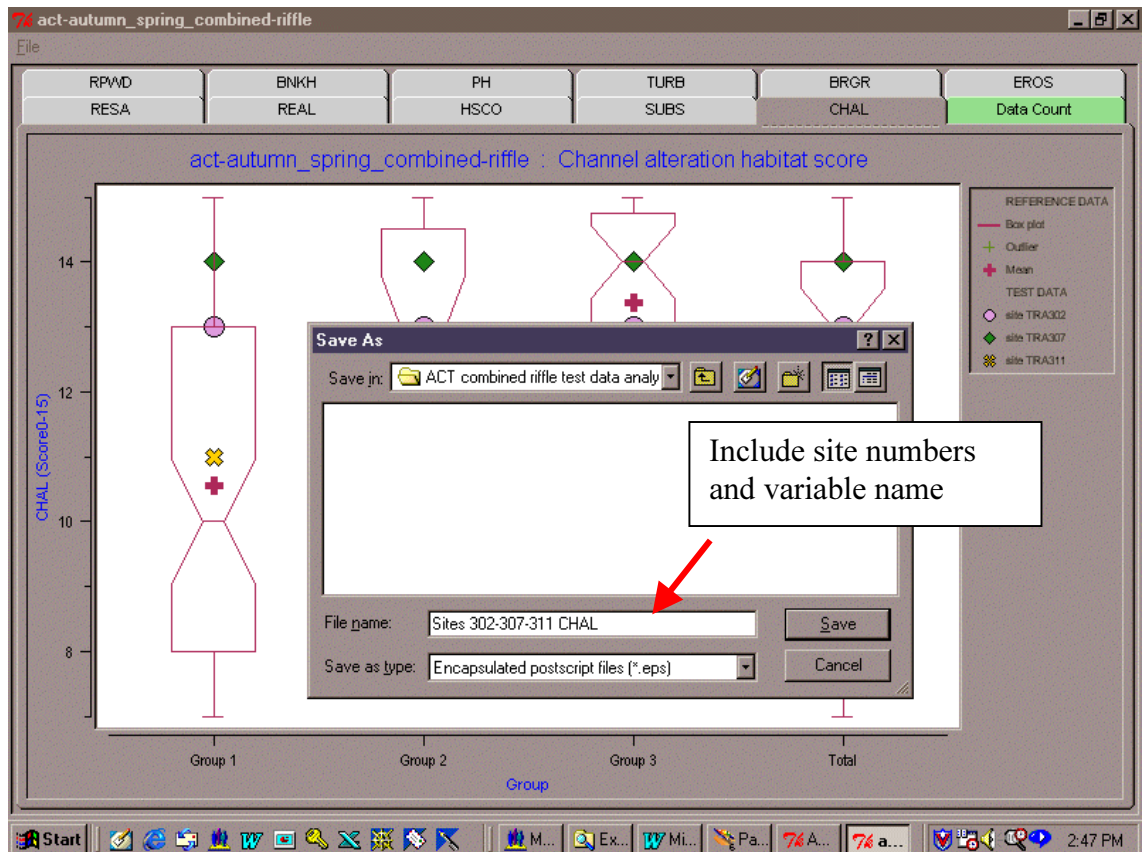 act-autumn_spring_combined-riffle
File
RPWD BNKH PH TURB BRGR EROS
RESA REAL HSCO SUBS CHAL Data Count
act-autumn_spring_combined-riffle : Channel alteration habitat score
REFERENCE DATA
Box plot
Outlier
Mean
TEST DATA
site TRA302
site TRA307
site TRA311
CHAL (Score0-15)
14
12
10
8
Save As
Save in: ACT combined riffle test data analy
Include site numbers
and variable name
File name: Sites 302-307-311 CHAL Save
Save as type: Encapsulated postscript files (*.eps) Cancel
Group 1 Group 2 Group 3 Total
Group
Start M... Ex... Mi... Pa... A... a... 2:47 PM